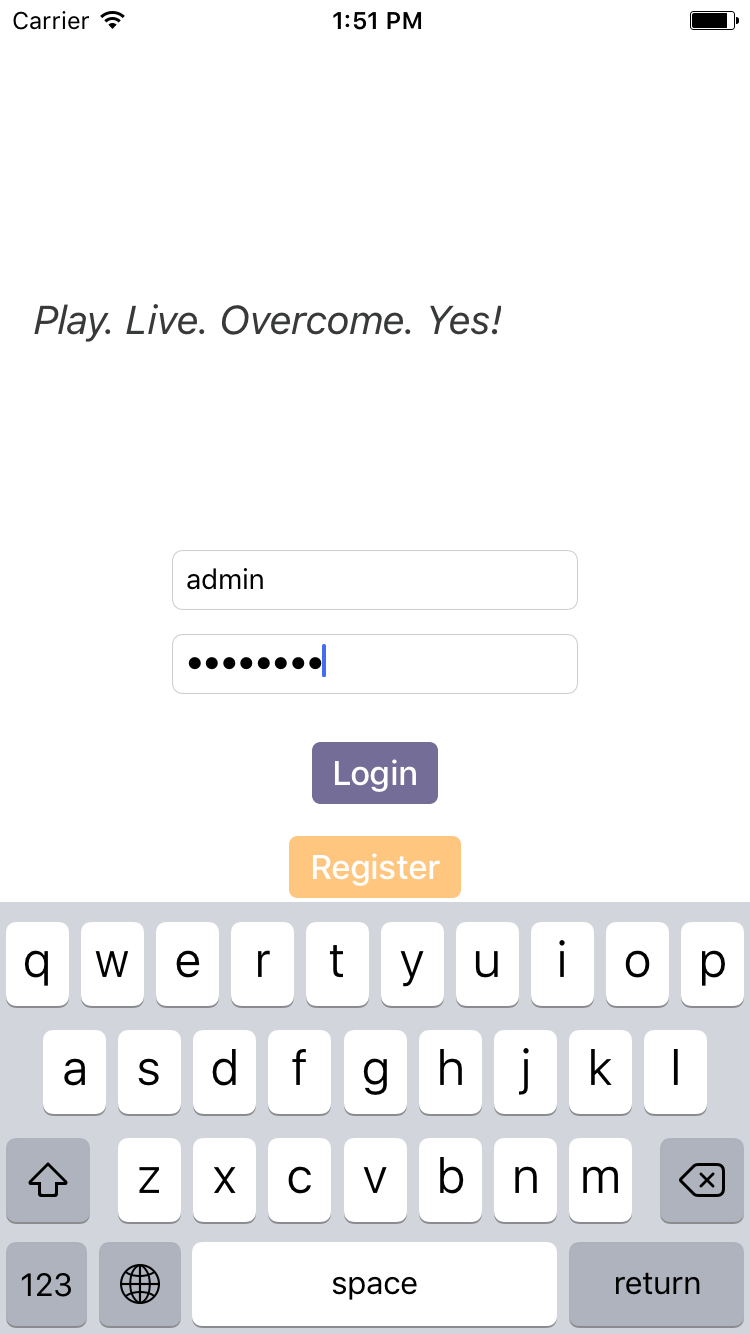 Carrier 1:51 PM
Play. Live. Overcome. Yes!
admin
••••••••
Login
Register
q w e r t y u i o p
a s d f g h j k l
z x c v b n m
123 space return